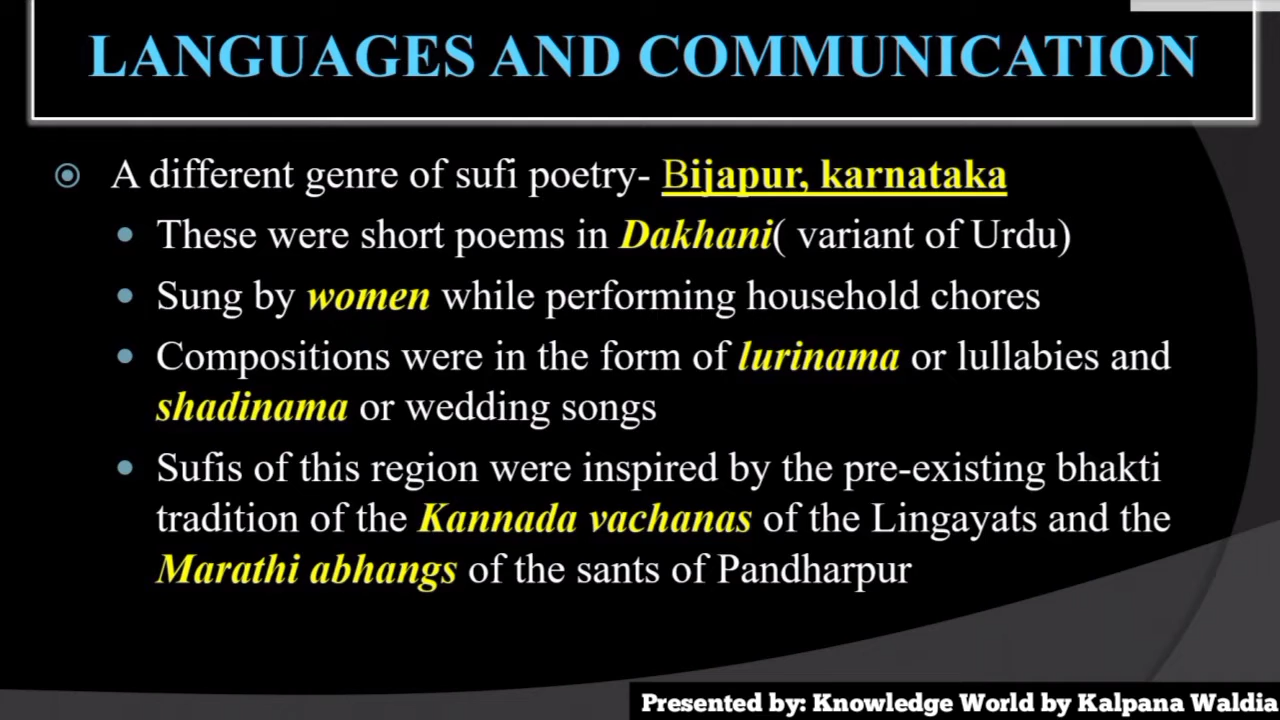 LANGUAGES AND COMMUNICATION
A different genre of sufi poetry- Bijapur, karnataka
These were short poems in Dakhani( variant of Urdu)
Sung by women while performing household chores
Compositions were in the form of lurinama or lullabies and
shadinama or wedding songs
Sufis of this region were inspired by the pre-existing bhakti
tradition of the Kannada vachanas of the Lingayats and the
Marathi abhangs of the sants of Pandharpur
Presented by: Knowledge World by Kalpana Waldia